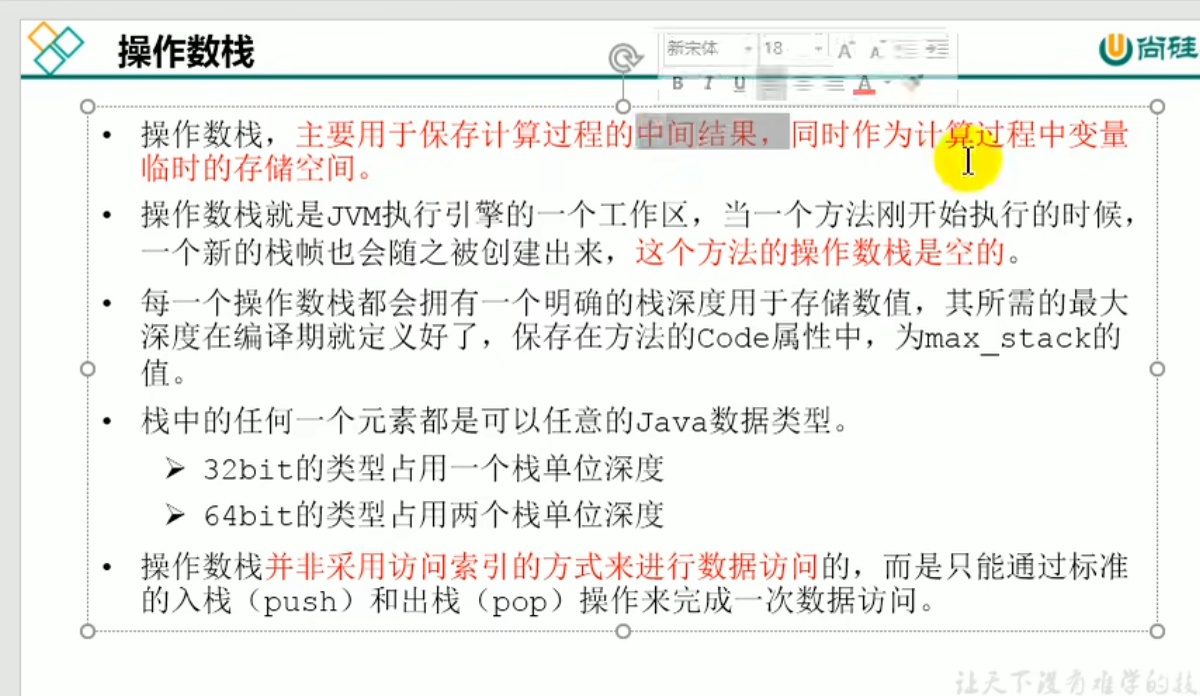 操作数栈
尚硅
新宋体 18
B I U A
• 操作数栈，主要用于保存计算过程的中间结果，同时作为计算过程中变量
临时的存储空间。
• 操作数栈就是JVM执行引擎的一个工作区，当一个方法刚开始执行的时候，
一个新的栈帧也会随之被创建出来，这个方法的操作数栈是空的。
• 每一个操作数栈都会拥有一个明确的栈深度用于存储数值，其所需的最大
深度在编译期就定义好了，保存在方法的Code属性中，为max_stack的
值。
• 栈中的任何一个元素都是可以任意的Java数据类型。
➢ 32bit的类型占用一个栈单位深度
➢ 64bit的类型占用两个栈单位深度
• 操作数栈并非采用访问索引的方式来进行数据访问的，而是只能通过标准
的入栈（push）和出栈（pop）操作来完成一次数据访问。
让天下没有难学的技